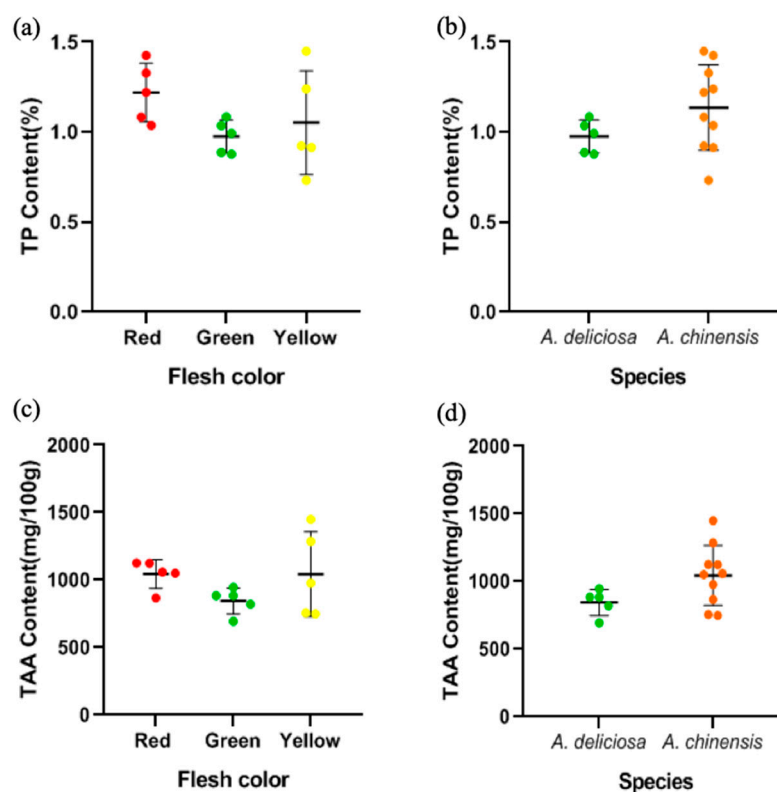 (a)
TP Content(%)
1.5
1.0
0.5
0.0
Red Green Yellow
Flesh color
(b)
TP Content(%)
1.5
1.0
0.5
0.0
A. deliciosa A. chinensis
Species
(c)
TAA Content(mg/100g)
2000
1500
1000
500
0
Red Green Yellow
Flesh color
(d)
TAA Content(mg/100g)
2000
1500
1000
500
0
A. deliciosa A. chinensis
Species